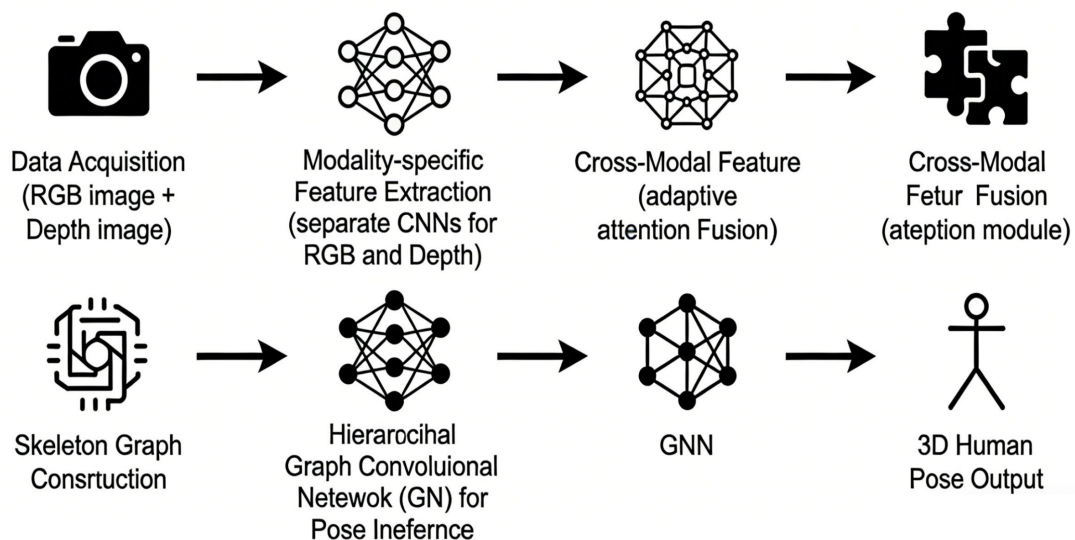 Data Acquisition
(RGB image +
Depth image)
Modality-specific
Feature Extraction
(separate CNNs for
RGB and Depth)
Cross-Modal Feature
(adaptive
attention Fusion)
Cross-Modal
Fetur Fusion
(ateption module)
Skeleton Graph
Consrtuction
Hierarocihal
Graph Convoluional
Netewok (GN) for
Pose Inefernce
GNN
3D Human
Pose Output